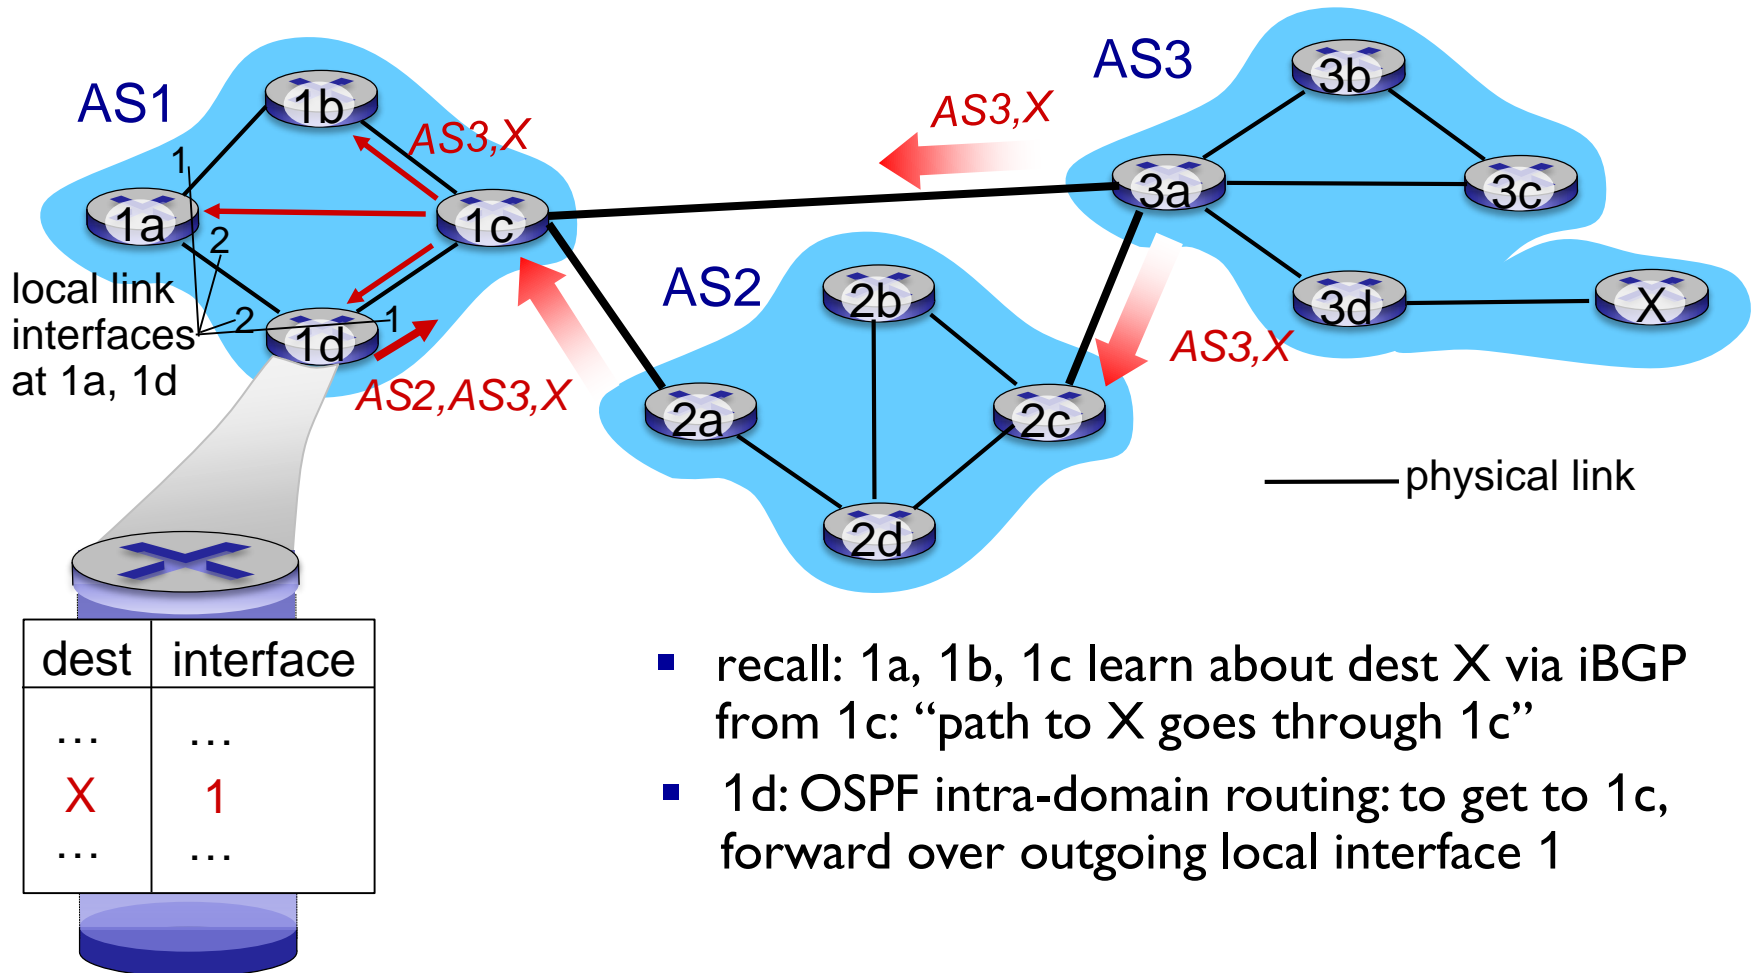 AS1
1b
AS3,X
1
1a
1c
2
local link
interfaces
at 1a, 1d
2
1
1d
AS2,AS3,X
AS3,X
AS3
3b
3a
3c
3d
X
AS2
2b
AS3,X
2a
2c
2d
physical link
dest interface
... ...
X 1
... ...
▪ recall: 1a, 1b, 1c learn about dest X via iBGP
from 1c: “path to X goes through 1c”
▪ 1d: OSPF intra-domain routing: to get to 1c,
forward over outgoing local interface 1